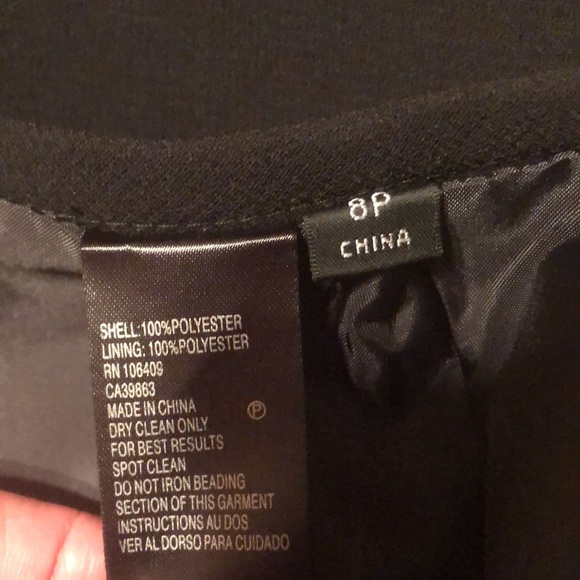 8P
CHINA
SHELL:100%POLYESTER
LINING: 100%POLYESTER
RN 106409
CA39863
MADE IN CHINA
DRY CLEAN ONLY Ⓟ
FOR BEST RESULTS
SPOT CLEAN
DO NOT IRON BEADING
SECTION OF THIS GARMENT
INSTRUCTIONS AU DOS
VER AL DORSO PARA CUIDADO